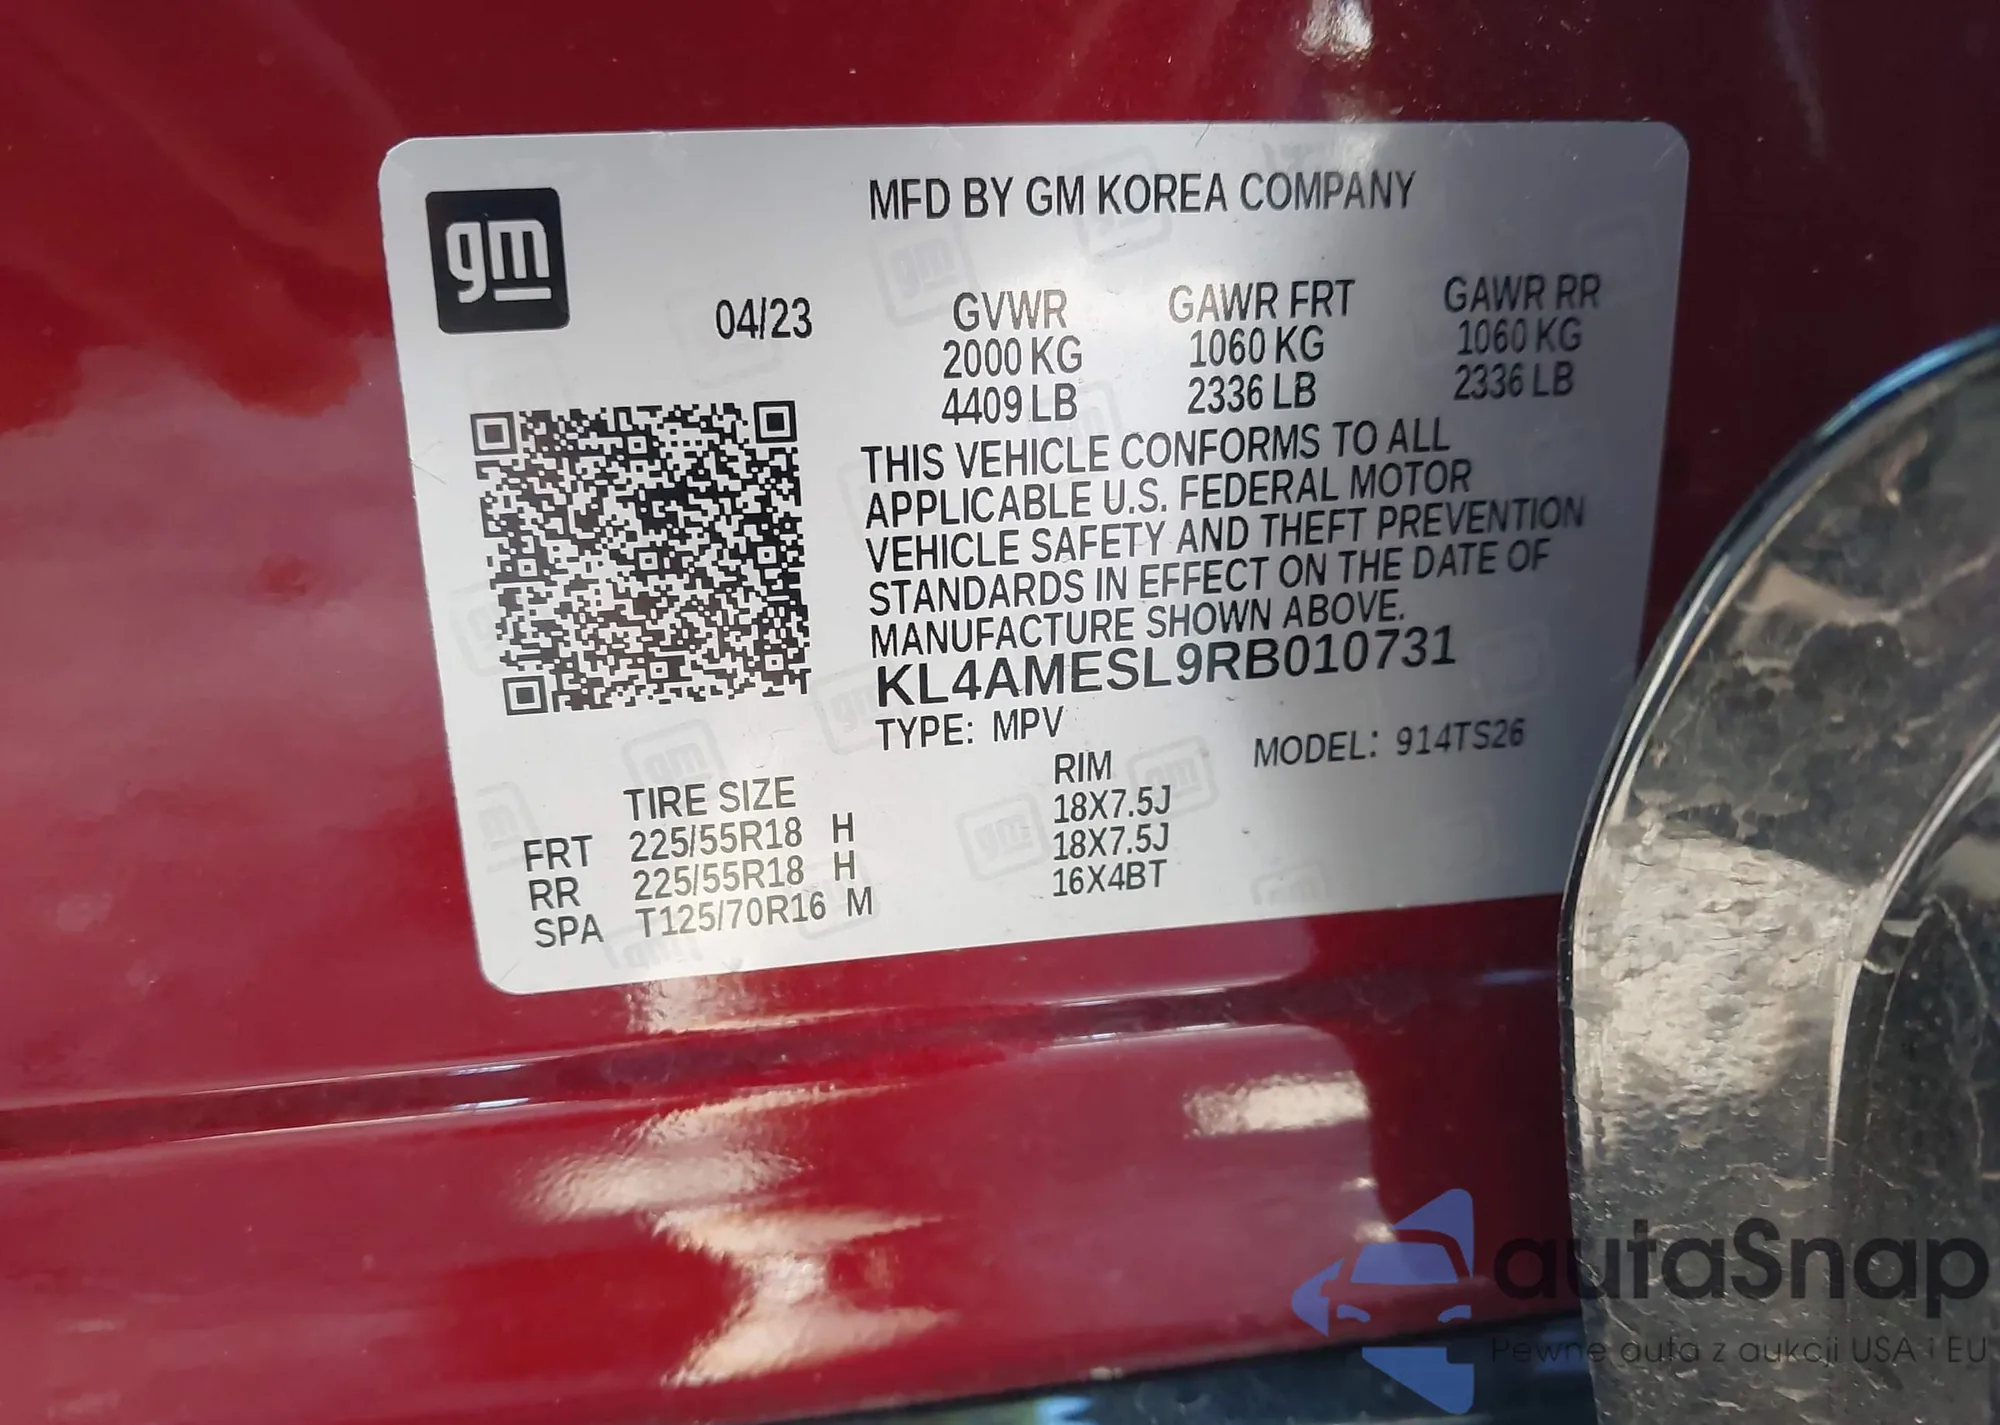 gm
MFD BY GM KOREA COMPANY
04/23
GVWR GAWR FRT GAWR RR
2000 KG 1060 KG 1060 KG
4409 LB 2336 LB 2336 LB
THIS VEHICLE CONFORMS TO ALL
APPLICABLE U.S. FEDERAL MOTOR
VEHICLE SAFETY AND THEFT PREVENTION
STANDARDS IN EFFECT ON THE DATE OF
MANUFACTURE SHOWN ABOVE.
KL4AMESL9RB010731
TYPE: MPV MODEL: 914TS26
TIRE SIZE RIM
FRT 225/55R18 H 18X7.5J
RR 225/55R18 H 18X7.5J
SPA T125/70R16 M 16X4BT
autaSnap
Pewne auta z aukcji USA i EU